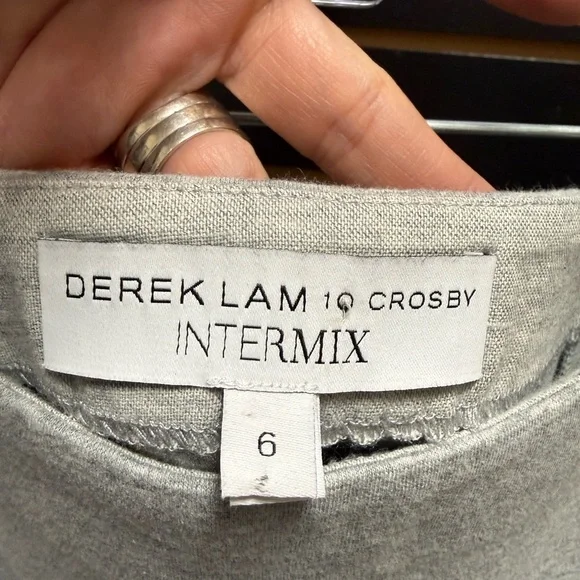 DEREK LAM 10 CROSBY
INTERMIX
6